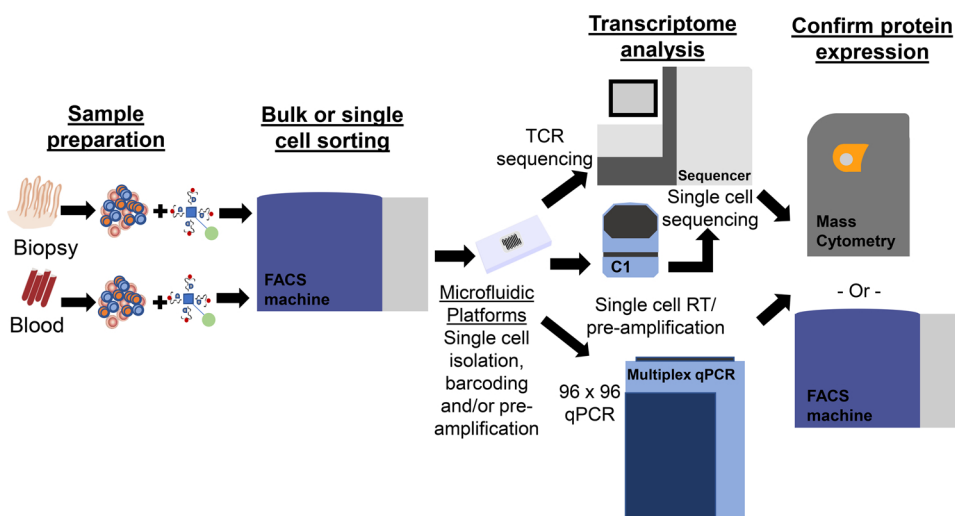 Sample
preparation
Biopsy
Blood
Bulk or single
cell sorting
FACS
machine
Microfluidic
Platforms
Single cell
isolation,
barcoding
and/or pre-
amplification
Transcriptome
analysis
TCR
sequencing
Sequencer
Single cell
sequencing
C1
Single cell RT/
pre-amplification
96 x 96
qPCR
Multiplex qPCR
Confirm protein
expression
Mass
Cytometry
- Or -
FACS
machine